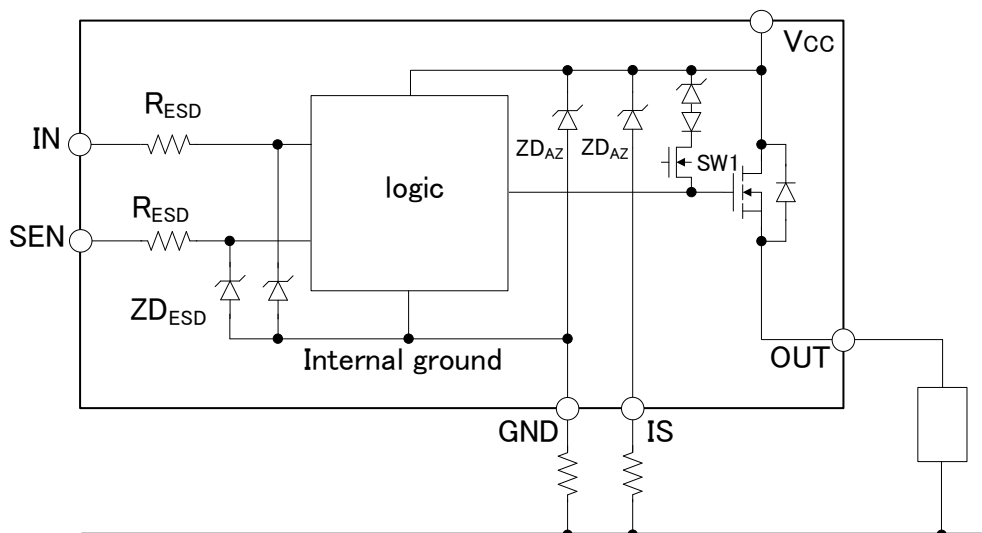 Vcc
RESD
IN
ZDAZ
ZDAZ
SW1
logic
RESD
SEN
ZDESD
Internal ground
OUT
GND
IS